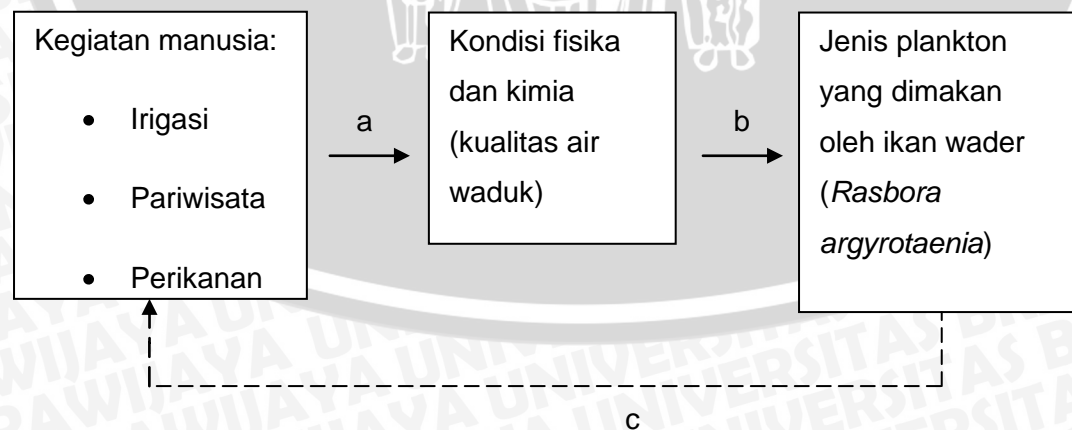 Kegiatan manusia:
• Irigasi
• Pariwisata
• Perikanan
a
Kondisi fisika
dan kimia
(kualitas air
waduk)
b
Jenis plankton
yang dimakan
oleh ikan wader
(Rasbora
argyrotaenia)
c